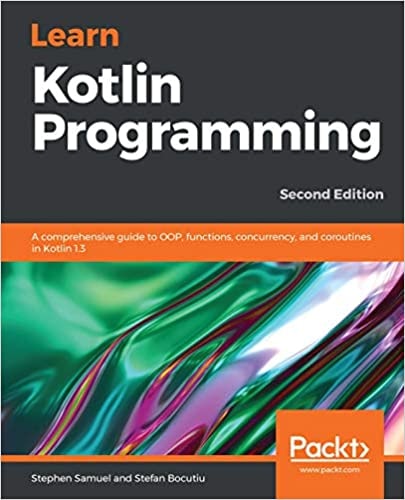 Learn
Kotlin
Programming
Second Edition
A comprehensive guide to OOP, functions, concurrency, and coroutines
in Kotlin 1.3
Packt>
www.packt.com
Stephen Samuel and Stefan Bocutiu